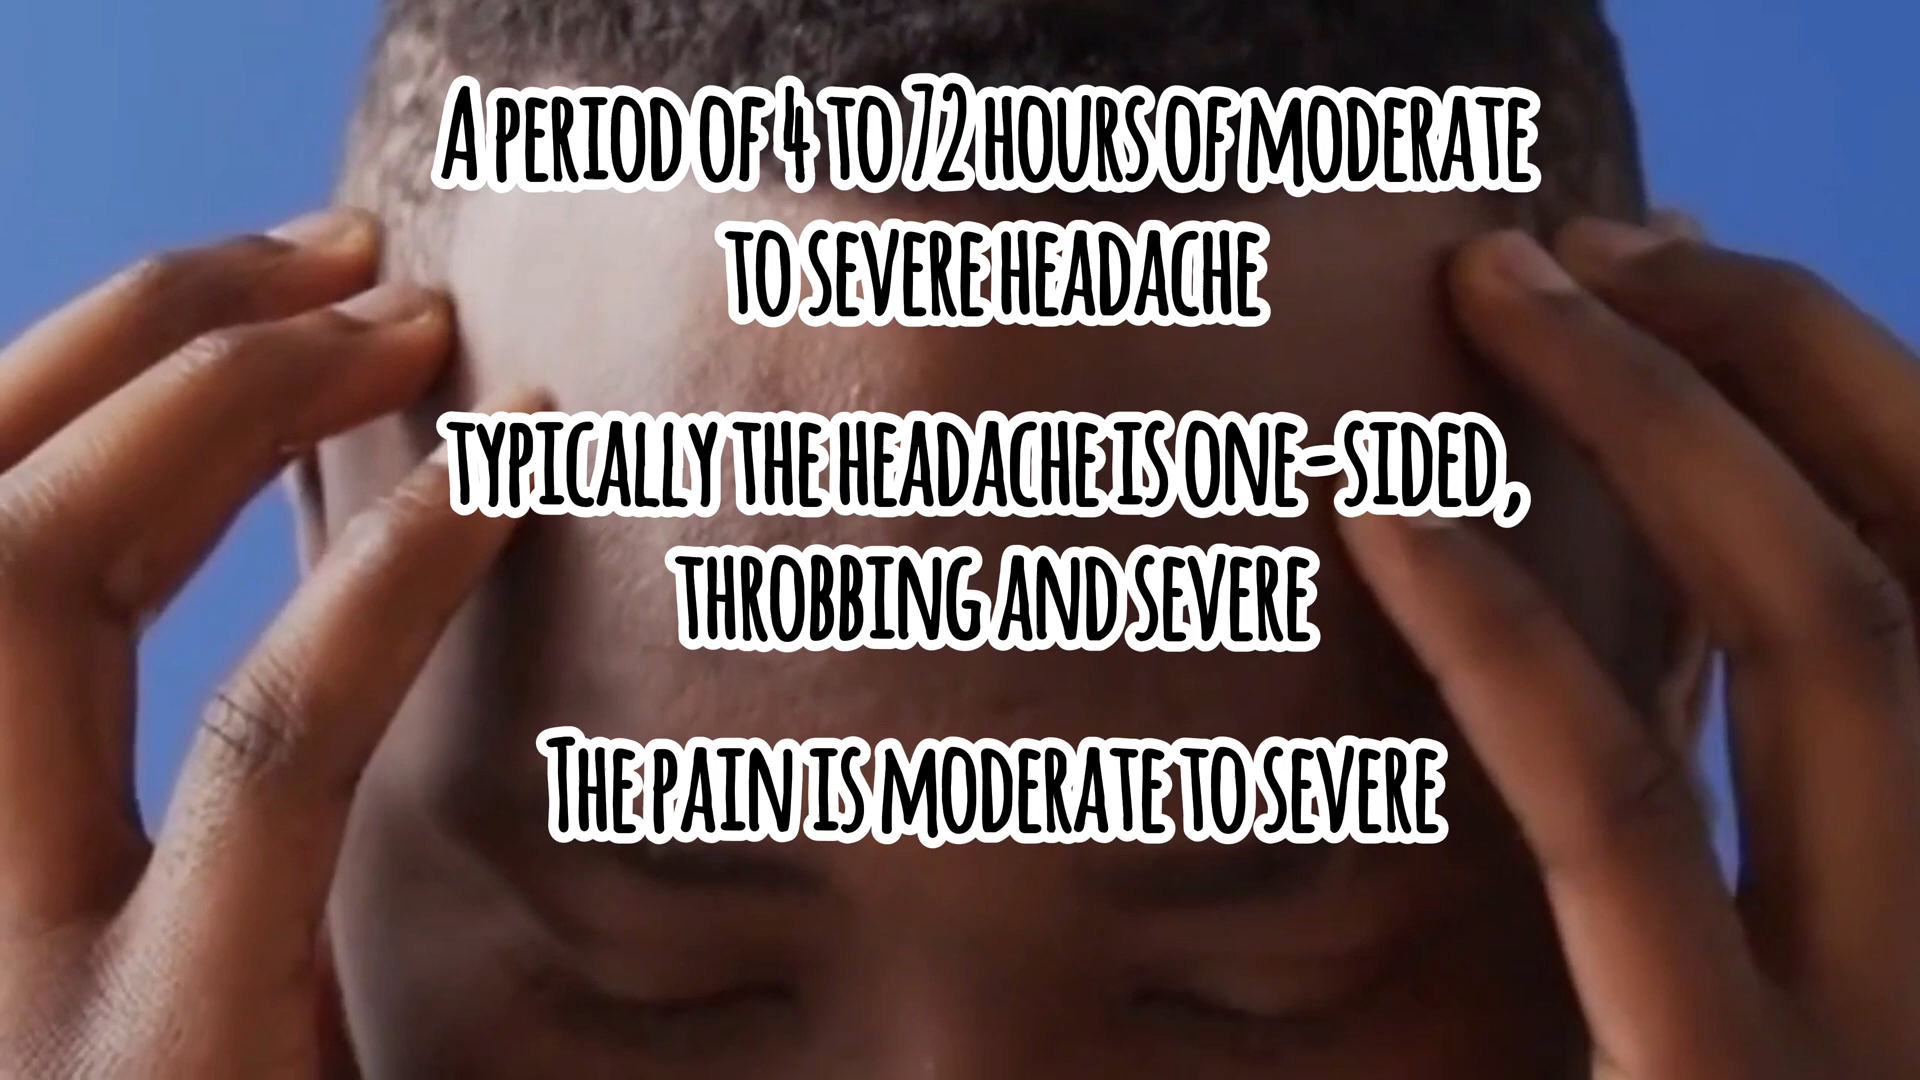 A period of 4 to 72 hours of moderate
to severe headache
typically the headache is one-sided,
throbbing and severe
The pain is moderate to severe